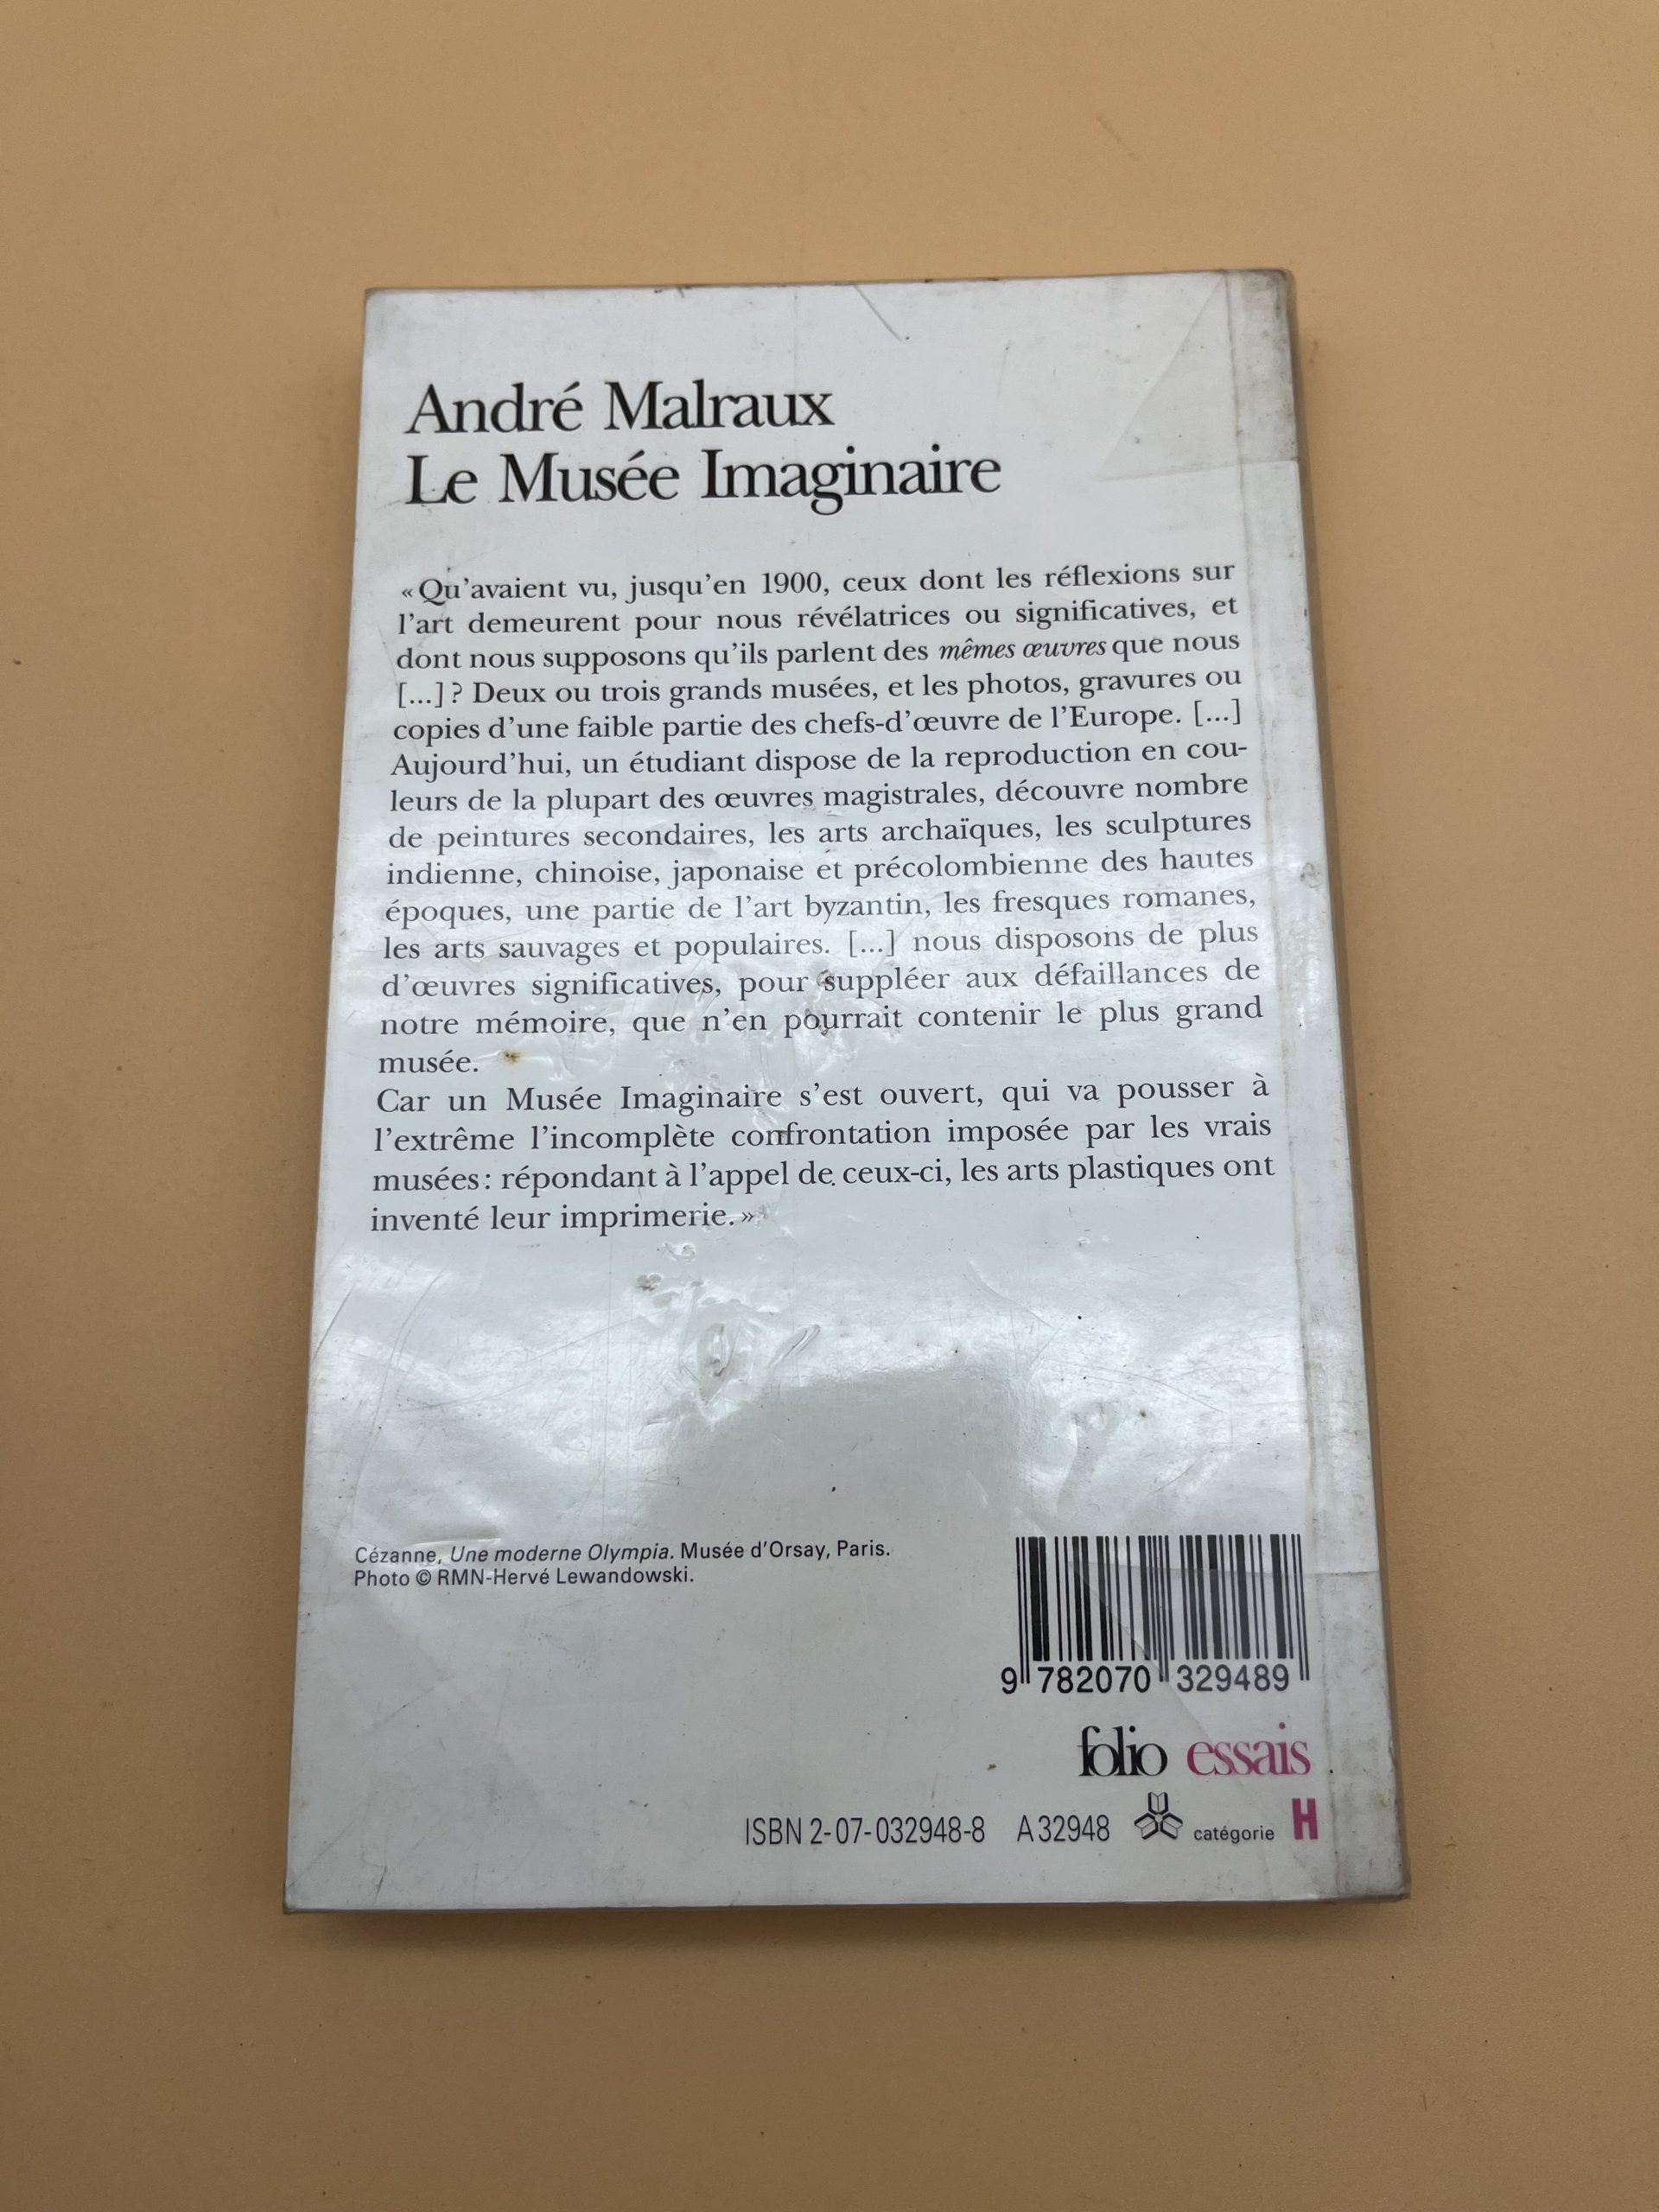 André Malraux
Le Musée Imaginaire
« Qu'avaient vu, jusqu'en 1900, ceux dont les réflexions sur
l'art demeurent pour nous révélatrices ou significatives, et
dont nous supposons qu'ils parlent des mêmes œuvres que nous
[...] ? Deux ou trois grands musées, et les photos, gravures ou
copies d'une faible partie des chefs-d'œuvre de l'Europe. [...]
Aujourd'hui, un étudiant dispose de la reproduction en cou-
leurs de la plupart des œuvres magistrales, découvre nombre
de peintures secondaires, les arts archaïques, les sculptures
indienne, chinoise, japonaise et précolombienne des hautes
époques, une partie de l'art byzantin, les fresques romanes,
les arts sauvages et populaires. [...] nous disposons de plus
d'œuvres significatives, pour suppléer aux défaillances de
notre mémoire, que n'en pourrait contenir le plus grand
musée.
Car un Musée Imaginaire s'est ouvert, qui va pousser à
l'extrême l'incomplète confrontation imposée par les vrais
musées : répondant à l'appel de ceux-ci, les arts plastiques ont
inventé leur imprimerie. »
Cézanne, Une moderne Olympia. Musée d'Orsay, Paris.
Photo © RMN-Hervé Lewandowski.
9 782070 329489
folio essais
ISBN 2-07-032948-8 A 32948 catégorie H